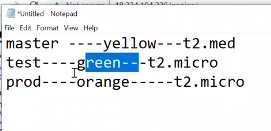 *Untitled - Notepad
File Edit Format View Help
master ----yellow---t2.med
test----green---t2.micro
prod----orange-----t2.micro